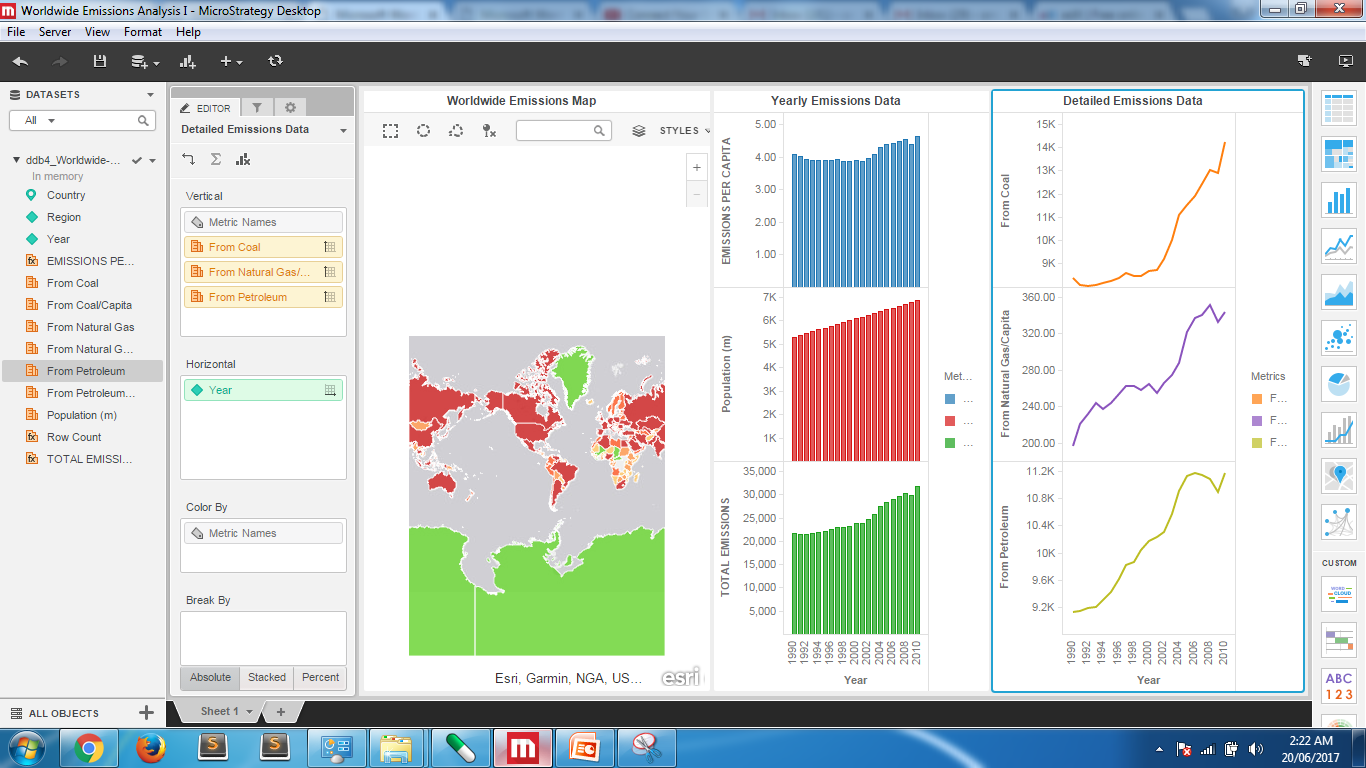 Worldwide Emissions Analysis I - MicroStrategy Desktop
File Server View Format Help
DATASETS
All
ddb4_Worldwide-...
In memory
Country
Region
Year
EMISSIONS PE...
From Coal
From Coal/Capita
From Natural Gas
From Natural G...
From Petroleum
From Petroleum...
Population (m)
Row Count
TOTAL EMISSI...
ALL OBJECTS
EDITOR
Detailed Emissions Data
Vertical
Metric Names
From Coal
From Natural Gas/...
From Petroleum
Horizontal
Year
Color By
Metric Names
Break By
Absolute Stacked Percent
Sheet 1
Worldwide Emissions Map
STYLES
Esri, Garmin, NGA, US...
esri
Yearly Emissions Data
EMISSIONS PER CAPITA
5.00
4.00
3.00
2.00
1.00
Population (m)
7K
6K
5K
4K
3K
2K
1K
TOTAL EMISSIONS
35,000
30,000
25,000
20,000
15,000
10,000
5,000
1990 1992 1994 1996 1998 2000 2002 2004 2006 2008 2010
Year
Met...
...
...
...
Detailed Emissions Data
From Coal
15K
14K
13K
12K
11K
10K
9K
From Natural Gas/Capita
360.00
320.00
280.00
240.00
200.00
From Petroleum
11.2K
10.8K
10.4K
10K
9.6K
9.2K
1990 1992 1994 1996 1998 2000 2002 2004 2006 2008 2010
Year
Metrics
F...
F...
F...
CUSTOM
WORD
CLOUD
ABC
123
2:22 AM
20/06/2017